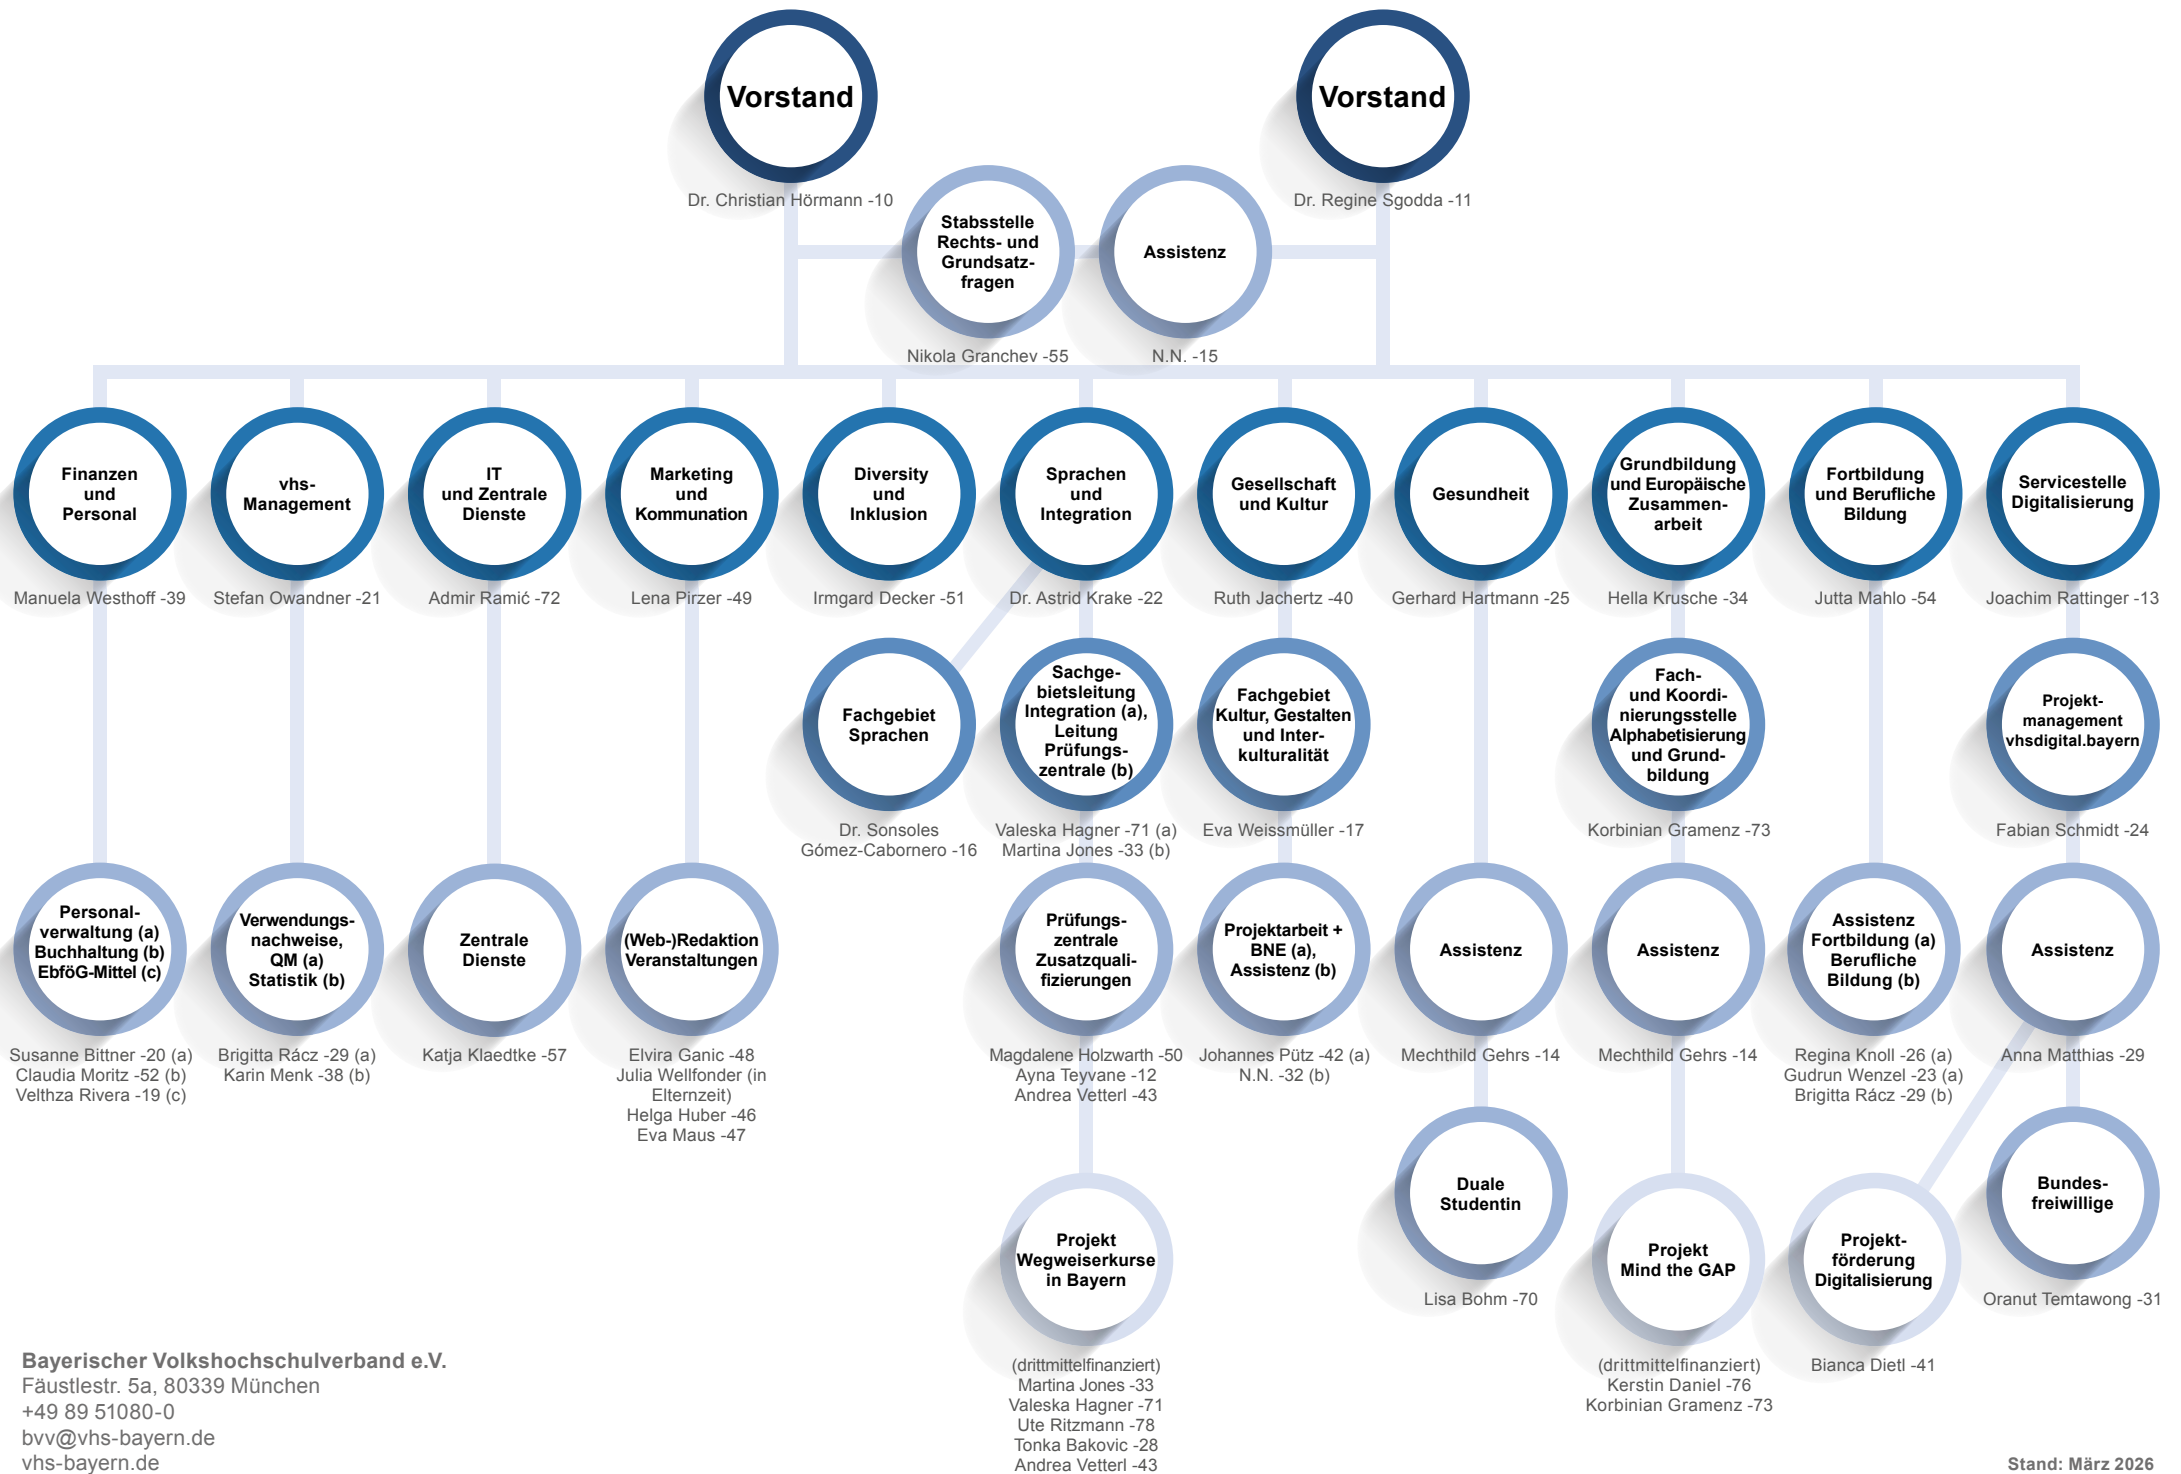 Vorstand
Dr. Christian Hörmann -10
Vorstand
Dr. Regine Sgodda -11
Stabsstelle
Rechts- und
Grundsatz-
fragen
Nikola Granchev -55
Assistenz
N.N. -15
Finanzen
und
Personal
Manuela Westhoff -39
vhs-
Management
Stefan Owandner -21
IT
und Zentrale
Dienste
Admir Ramić -72
Marketing
und
Kommunation
Lena Pirzer -49
Diversity
und
Inklusion
Irmgard Decker -51
Sprachen
und
Integration
Dr. Astrid Krake -22
Gesellschaft
und Kultur
Ruth Jachertz -40
Gesundheit
Gerhard Hartmann -25
Grundbildung
und Europäische
Zusammen-
arbeit
Hella Krusche -34
Fortbildung
und Berufliche
Bildung
Jutta Mahlo -54
Servicestelle
Digitalisierung
Joachim Rattinger -13
Fachgebiet
Sprachen
Dr. Sonsoles
Gómez-Cabornero -16
Sachge-
bietsleitung
Integration (a),
Leitung
Prüfungs-
zentrale (b)
Valeska Hagner -71 (a)
Martina Jones -33 (b)
Fachgebiet
Kultur, Gestalten
und Inter-
kulturalität
Eva Weissmüller -17
Fach-
und Koordi-
nierungsstelle
Alphabetisierung
und Grund-
bildung
Korbinian Gramenz -73
Projekt-
management
vhsdigital.bayern
Fabian Schmidt -24
Personal-
verwaltung (a)
Buchhaltung (b)
EbföG-Mittel (c)
Susanne Bittner -20 (a)
Claudia Moritz -52 (b)
Velthza Rivera -19 (c)
Verwendungs-
nachweise,
QM (a)
Statistik (b)
Brigitta Rácz -29 (a)
Karin Menk -38 (b)
Zentrale
Dienste
Katja Klaedtke -57
(Web-)Redaktion
Veranstaltungen
Elvira Ganic -48
Julia Wellfonder (in
Elternzeit)
Helga Huber -46
Eva Maus -47
Prüfungs-
zentrale
Zusatzquali-
fizierungen
Magdalene Holzwarth -50
Ayna Teyvane -12
Andrea Vetterl -43
Projektarbeit +
BNE (a),
Assistenz (b)
Johannes Pütz -42 (a)
N.N. -32 (b)
Assistenz
Mechthild Gehrs -14
Assistenz
Mechthild Gehrs -14
Assistenz
Fortbildung (a)
Berufliche
Bildung (b)
Regina Knoll -26 (a)
Gudrun Wenzel -23 (a)
Brigitta Rácz -29 (b)
Assistenz
Anna Matthias -29
Projekt
Wegweiserkurse
in Bayern
(drittmittelfinanziert)
Martina Jones -33
Valeska Hagner -71
Ute Ritzmann -78
Tonka Bakovic -28
Andrea Vetterl -43
Duale
Studentin
Lisa Bohm -70
Projekt
Mind the GAP
(drittmittelfinanziert)
Kerstin Daniel -76
Korbinian Gramenz -73
Projekt-
förderung
Digitalisierung
Bianca Dietl -41
Bundes-
freiwillige
Oranut Temtawong -31
Bayerischer Volkshochschulverband e.V.
Fäustlestr. 5a, 80339 München
+49 89 51080-0
bvv@vhs-bayern.de
vhs-bayern.de
Stand: März 2026